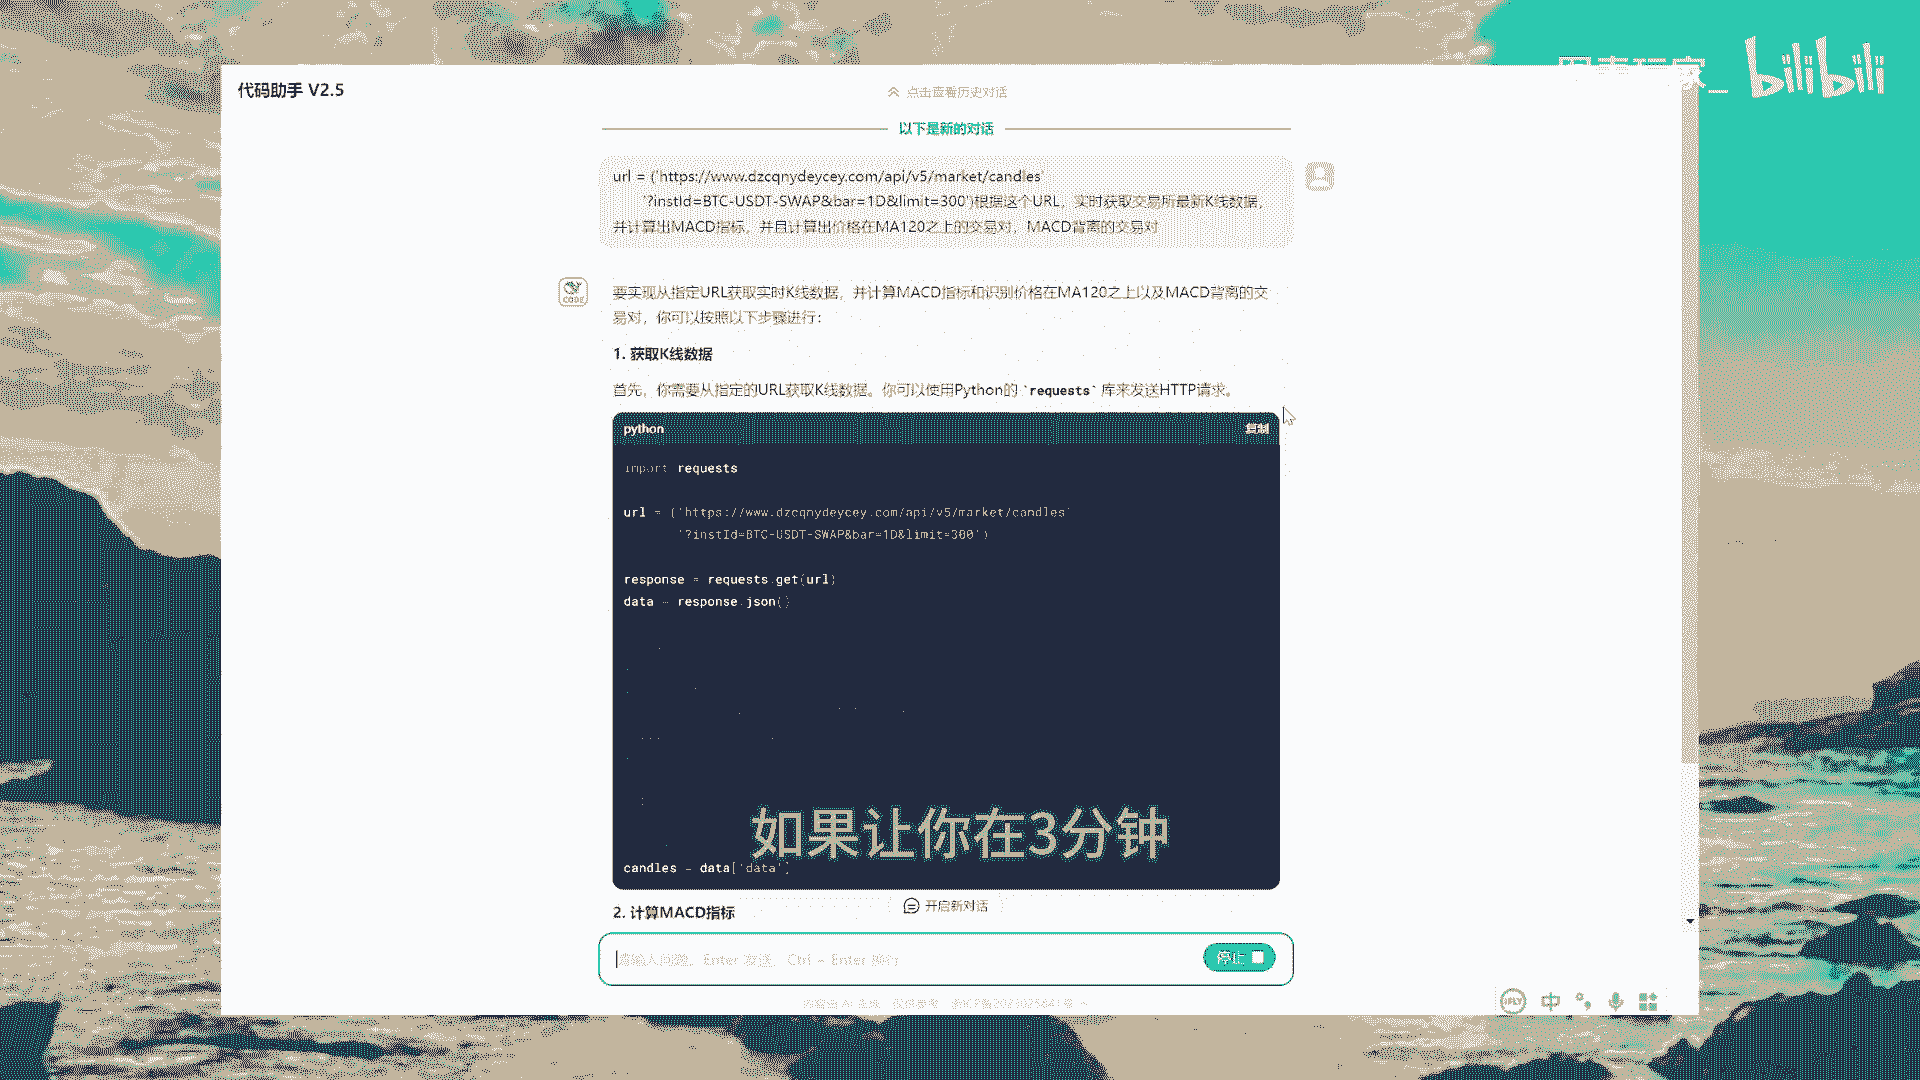 bilibili
代码助手 V2.5
点击查看历史对话
以下是新的对话
url = ('https://www.dzcqnydeycey.com/api/v5/market/candles'
'?instId=BTC-USDT-SWAP&bar=1D&limit=300')根据这个URL，实时获取交易所最新K线数据，
并计算出MACD指标，并且计算出价格在MA120之上的交易对，MACD背离的交易对
CODE
要实现从指定URL获取实时K线数据，并计算MACD指标和识别价格在MA120之上以及MACD背离的交
易对，你可以按照以下步骤进行：
1. 获取K线数据
首先，你需要从指定的URL获取K线数据。你可以使用Python的 `requests` 库来发送HTTP请求。
python 复制
import requests
url = ('https://www.dzcqnydeycey.com/api/v5/market/candles'
'?instId=BTC-USDT-SWAP&bar=1D&limit=300')
response = requests.get(url)
data = response.json()
如果让你在3分钟
candles = data['data']
2. 计算MACD指标
开启新对话
请输入问题，Enter 发送，Ctrl + Enter 换行
停止
iFLY 中